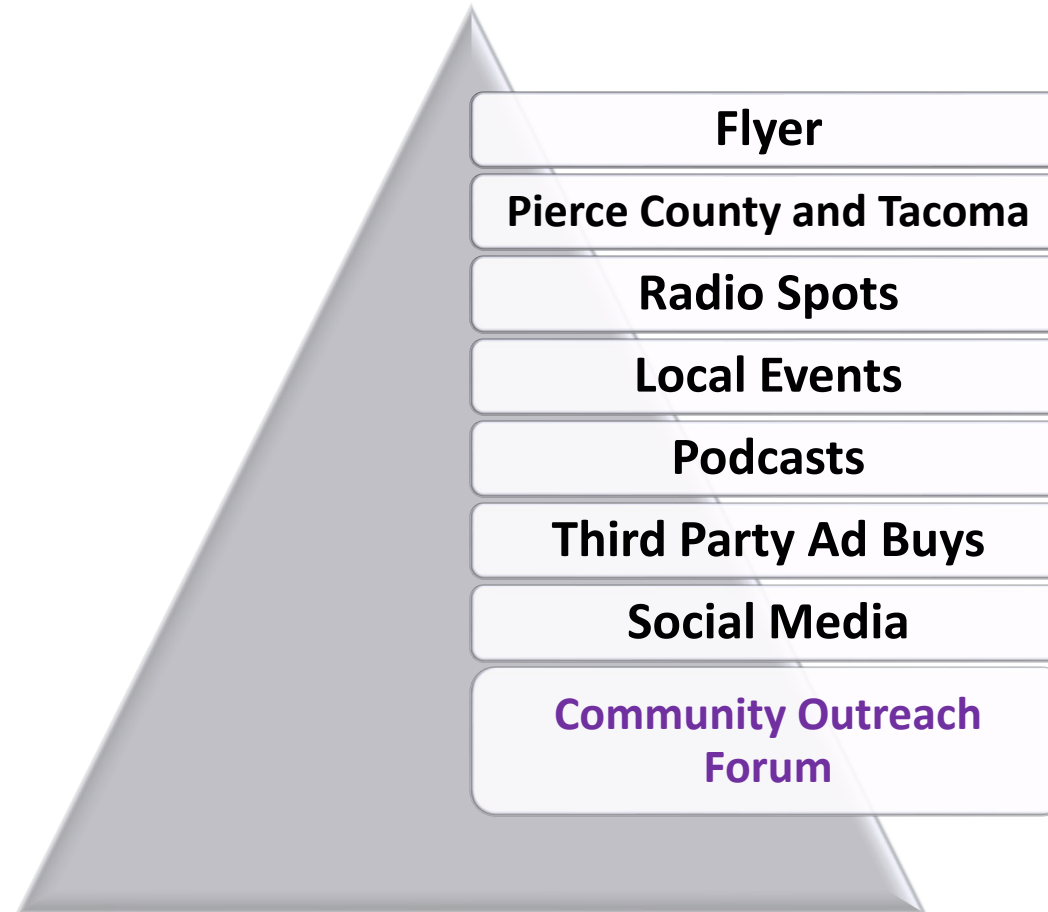 Flyer
Pierce County and Tacoma
Radio Spots
Local Events
Podcasts
Third Party Ad Buys
Social Media
Community Outreach
Forum